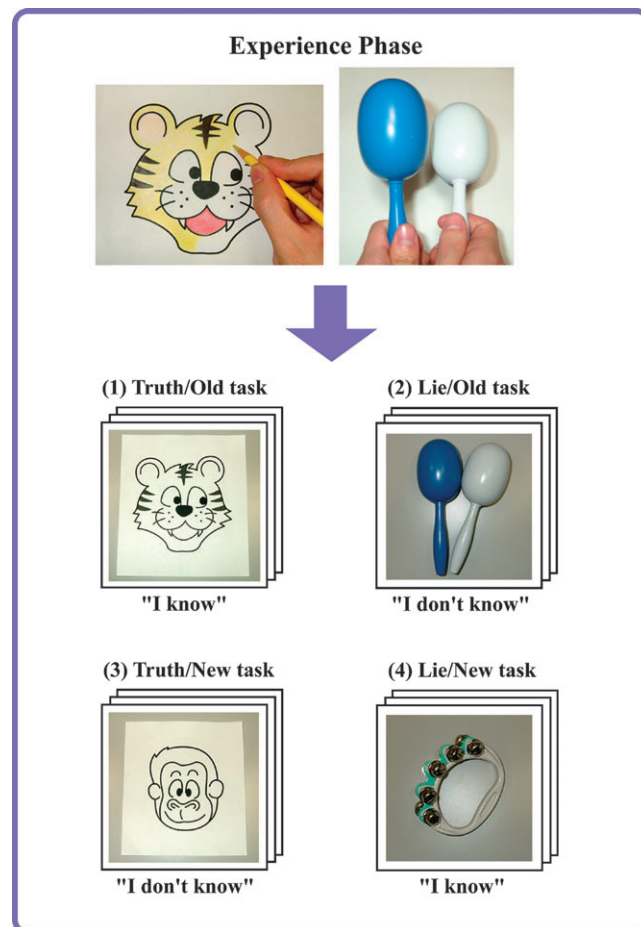 Experience Phase
(1) Truth/Old task
(2) Lie/Old task
"I know"
"I don't know"
(3) Truth/New task
(4) Lie/New task
"I don't know"
"I know"